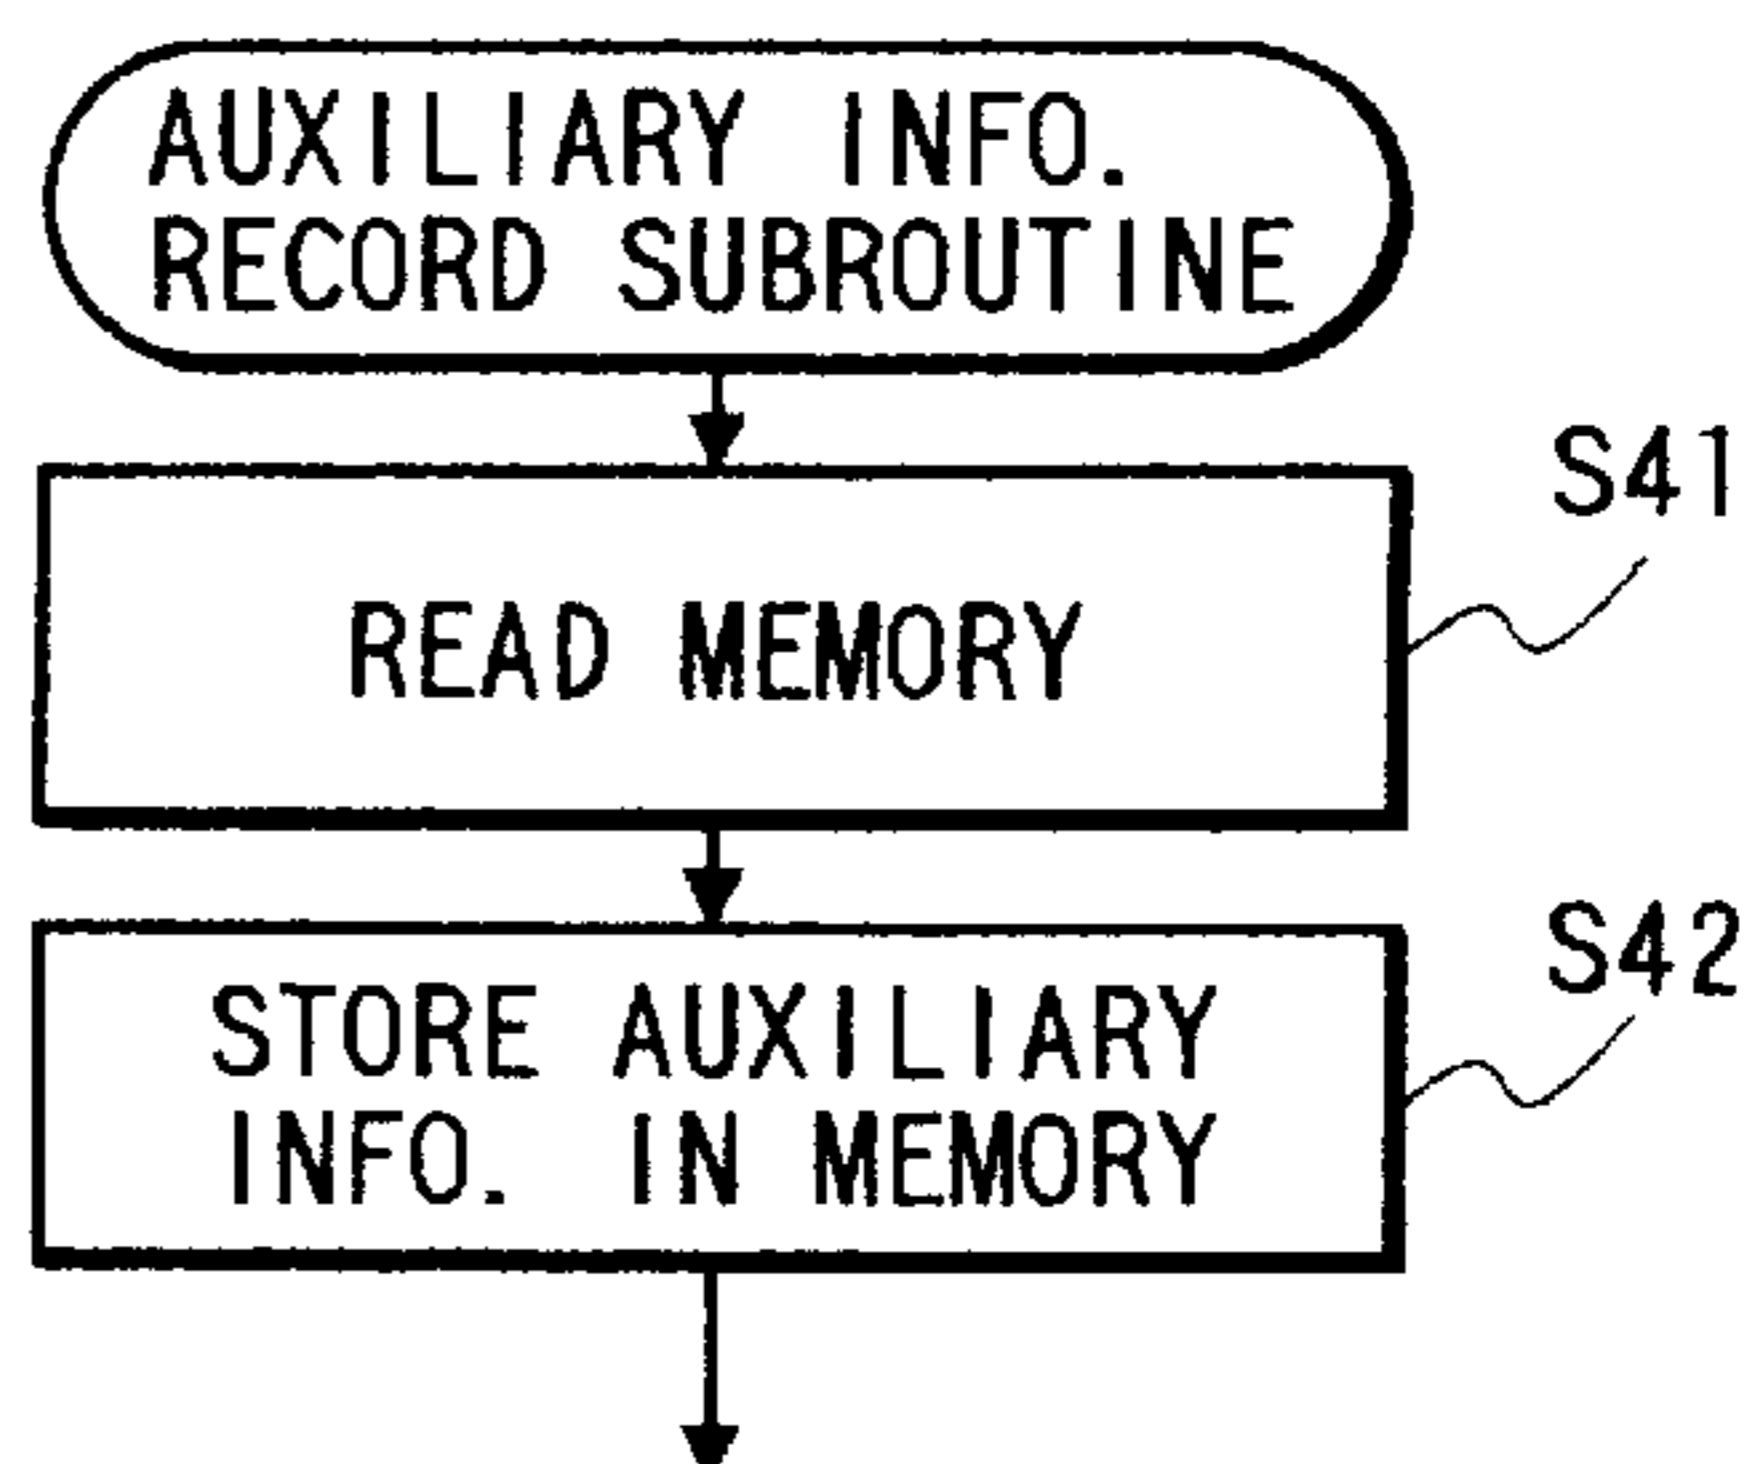 AUXILIARY INFO.
RECORD SUBROUTINE
S41
READ MEMORY
S42
STORE AUXILIARY
INFO. IN MEMORY